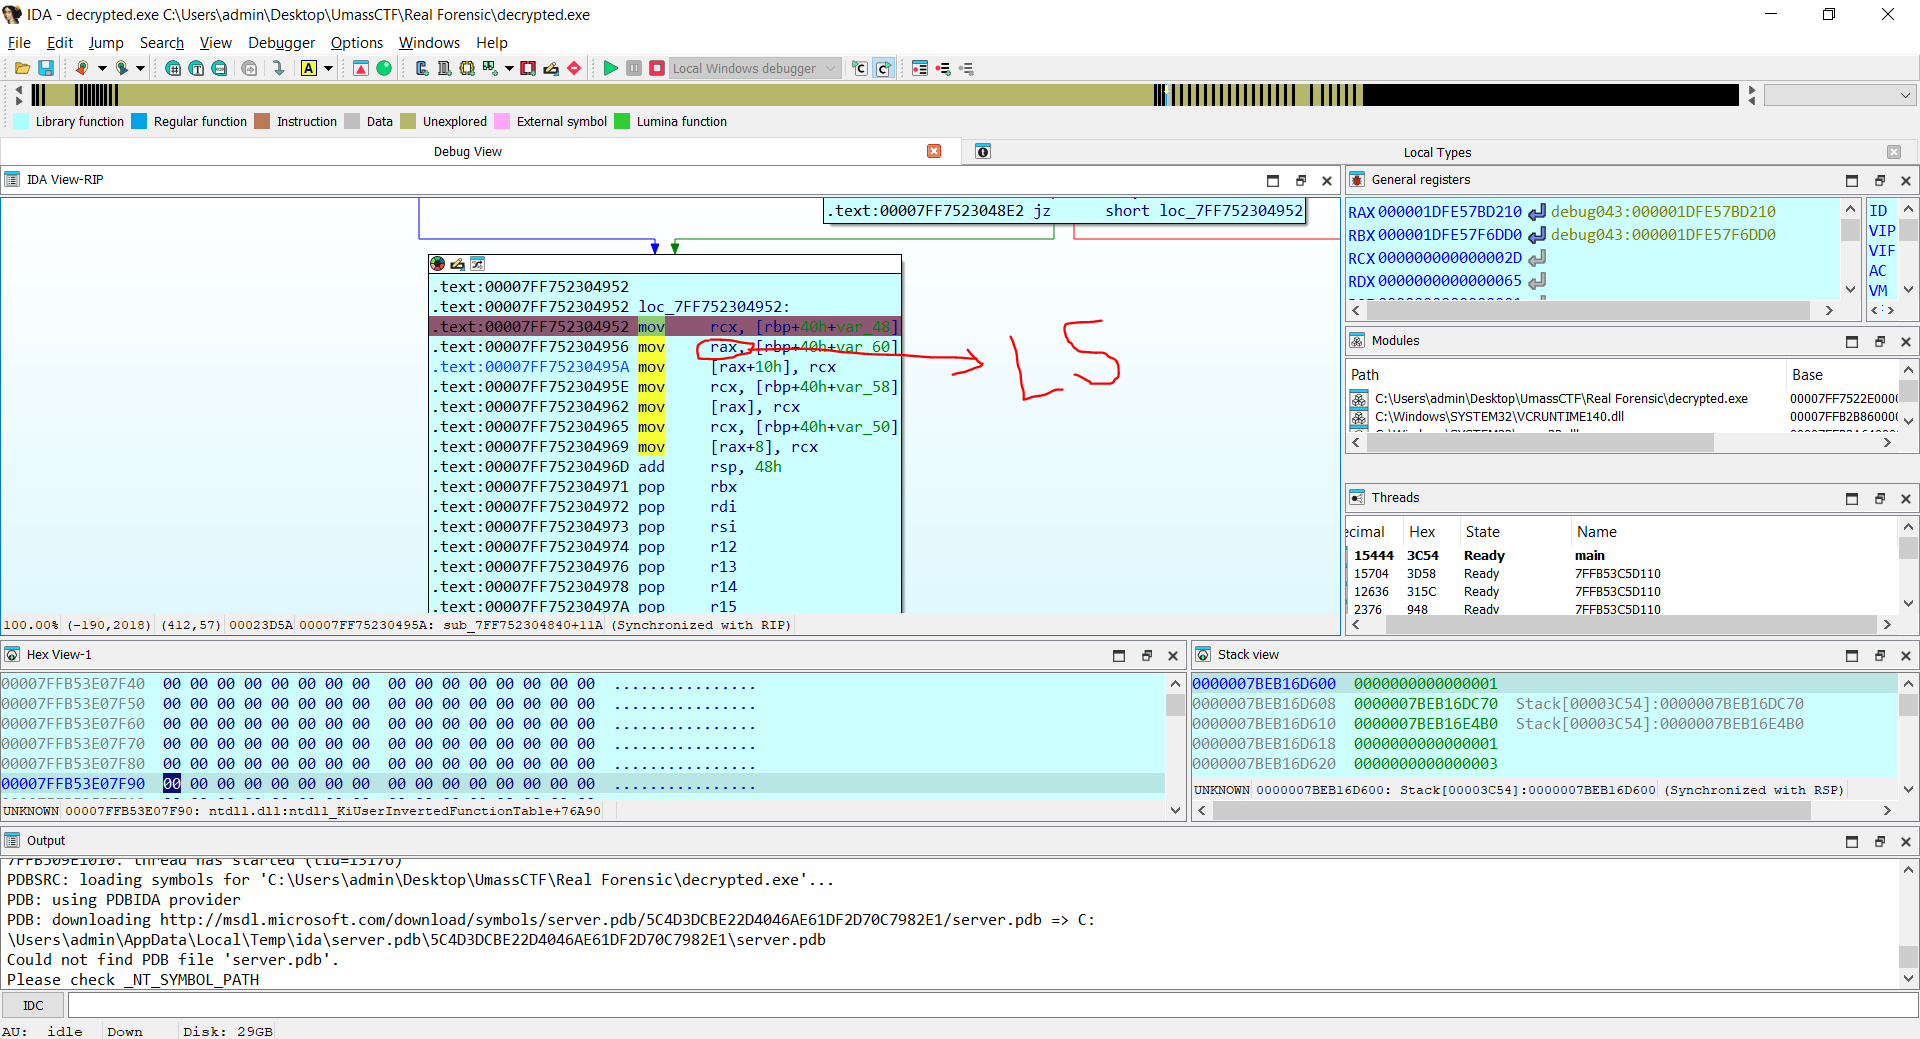 IDA - decrypted.exe C:\Users\admin\Desktop\UmassCTF\Real Forensic\decrypted.exe
File Edit Jump Search View Debugger Options Windows Help
Local Windows debugger
Library function Regular function Instruction Data Unexplored External symbol Lumina function
Debug View Local Types
IDA View-RIP
.text:00007FF7523048E2 jz short loc_7FF752304952
.text:00007FF752304952
.text:00007FF752304952 loc_7FF752304952:
.text:00007FF752304952 mov rcx, [rbp+40h+var_48]
.text:00007FF752304956 mov rax, [rbp+40h+var_60]
.text:00007FF75230495A mov [rax+10h], rcx
.text:00007FF75230495E mov rcx, [rbp+40h+var_58]
.text:00007FF752304962 mov [rax], rcx
.text:00007FF752304965 mov rcx, [rbp+40h+var_50]
.text:00007FF752304969 mov [rax+8], rcx
.text:00007FF75230496D add rsp, 48h
.text:00007FF752304971 pop rbx
.text:00007FF752304972 pop rdi
.text:00007FF752304973 pop rsi
.text:00007FF752304974 pop r12
.text:00007FF752304976 pop r13
.text:00007FF752304978 pop r14
.text:00007FF75230497A pop r15
LS
100.00% (-190,2018) (412,57) 00023D5A 00007FF75230495A: sub_7FF752304840+11A (Synchronized with RIP)
General registers
RAX 000001DFE57BD210 debug043:000001DFE57BD210
RBX 000001DFE57F6DD0 debug043:000001DFE57F6DD0
RCX 000000000000002D
RDX 0000000000000065
ID
VIP
VIF
AC
VM
Modules
Path Base
C:\Users\admin\Desktop\UmassCTF\Real Forensic\decrypted.exe 00007FF7522E0000
C:\Windows\SYSTEM32\VCRUNTIME140.dll 00007FFB2B860000
Threads
ecimal Hex State Name
15444 3C54 Ready main
15704 3D58 Ready 7FFB53C5D110
12636 315C Ready 7FFB53C5D110
2376 948 Ready 7FFB53C5D110
Hex View-1
00007FFB53E07F40 00 00 00 00 00 00 00 00 00 00 00 00 00 00 00 00 ................
00007FFB53E07F50 00 00 00 00 00 00 00 00 00 00 00 00 00 00 00 00 ................
00007FFB53E07F60 00 00 00 00 00 00 00 00 00 00 00 00 00 00 00 00 ................
00007FFB53E07F70 00 00 00 00 00 00 00 00 00 00 00 00 00 00 00 00 ................
00007FFB53E07F80 00 00 00 00 00 00 00 00 00 00 00 00 00 00 00 00 ................
00007FFB53E07F90 00 00 00 00 00 00 00 00 00 00 00 00 00 00 00 00 ................
UNKNOWN 00007FFB53E07F90: ntdll.dll:ntdll_KiUserInvertedFunctionTable+76A90
Stack view
0000007BEB16D600 0000000000000001
0000007BEB16D608 0000007BEB16DC70 Stack[00003C54]:0000007BEB16DC70
0000007BEB16D610 0000007BEB16E4B0 Stack[00003C54]:0000007BEB16E4B0
0000007BEB16D618 0000000000000001
0000007BEB16D620 0000000000000003
UNKNOWN 0000007BEB16D600: Stack[00003C54]:0000007BEB16D600 (Synchronized with RSP)
Output
7FFB509E1010: thread has started (tid=13176)
PDBSRC: loading symbols for 'C:\Users\admin\Desktop\UmassCTF\Real Forensic\decrypted.exe'...
PDB: using PDBIDA provider
PDB: downloading http://msdl.microsoft.com/download/symbols/server.pdb/5C4D3DCBE22D4046AE61DF2D70C7982E1/server.pdb => C:
\Users\admin\AppData\Local\Temp\ida\server.pdb\5C4D3DCBE22D4046AE61DF2D70C7982E1\server.pdb
Could not find PDB file 'server.pdb'.
Please check _NT_SYMBOL_PATH
IDC
AU: idle Down Disk: 29GB